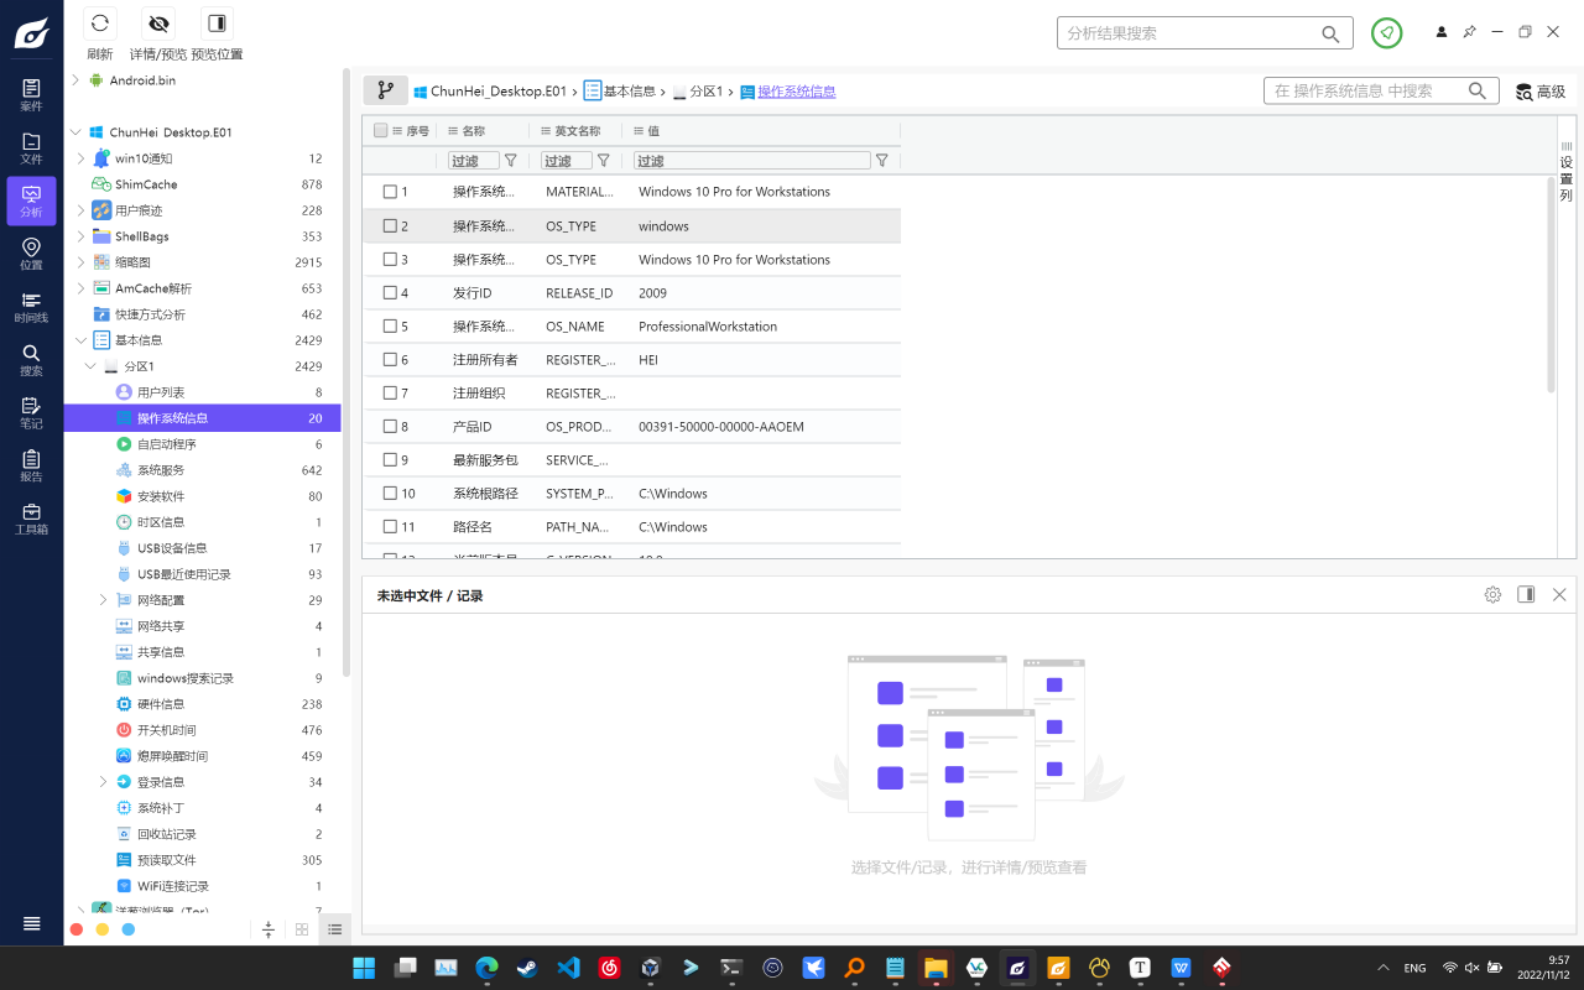 刷新
详情/预览
预览位置
分析结果搜索
案件
文件
分析
位置
时间线
搜索
笔记
报告
工具箱
Android.bin
ChunHei_Desktop.E01
win10通知 12
ShimCache 878
用户痕迹 228
ShellBags 353
缩略图 2915
AmCache解析 653
快捷方式分析 462
基本信息 2429
分区1 2429
用户列表 8
操作系统信息 20
自启动程序 6
系统服务 642
安装软件 80
时区信息 1
USB设备信息 17
USB最近使用记录 93
网络配置 29
网络共享 4
共享信息 1
windows搜索记录 9
硬件信息 238
开关机时间 476
熄屏唤醒时间 459
登录信息 34
系统补丁 4
回收站记录 2
预读取文件 305
WiFi连接记录 1
洋葱浏览器 (Tor) 7
ChunHei_Desktop.E01 › 基本信息 › 分区1 › 操作系统信息
在 操作系统信息 中搜索
高级
序号 名称 英文名称 值
过滤 过滤 过滤
1 操作系统... MATERIAL... Windows 10 Pro for Workstations
2 操作系统... OS_TYPE windows
3 操作系统... OS_TYPE Windows 10 Pro for Workstations
4 发行ID RELEASE_ID 2009
5 操作系统... OS_NAME ProfessionalWorkstation
6 注册所有者 REGISTER_... HEI
7 注册组织 REGISTER_...
8 产品ID OS_PROD... 00391-50000-00000-AAOEM
9 最新服务包 SERVICE_...
10 系统根路径 SYSTEM_P... C:\Windows
11 路径名 PATH_NA... C:\Windows
设置列
未选中文件 / 记录
选择文件/记录，进行详情/预览查看
ENG
9:57
2022/11/12